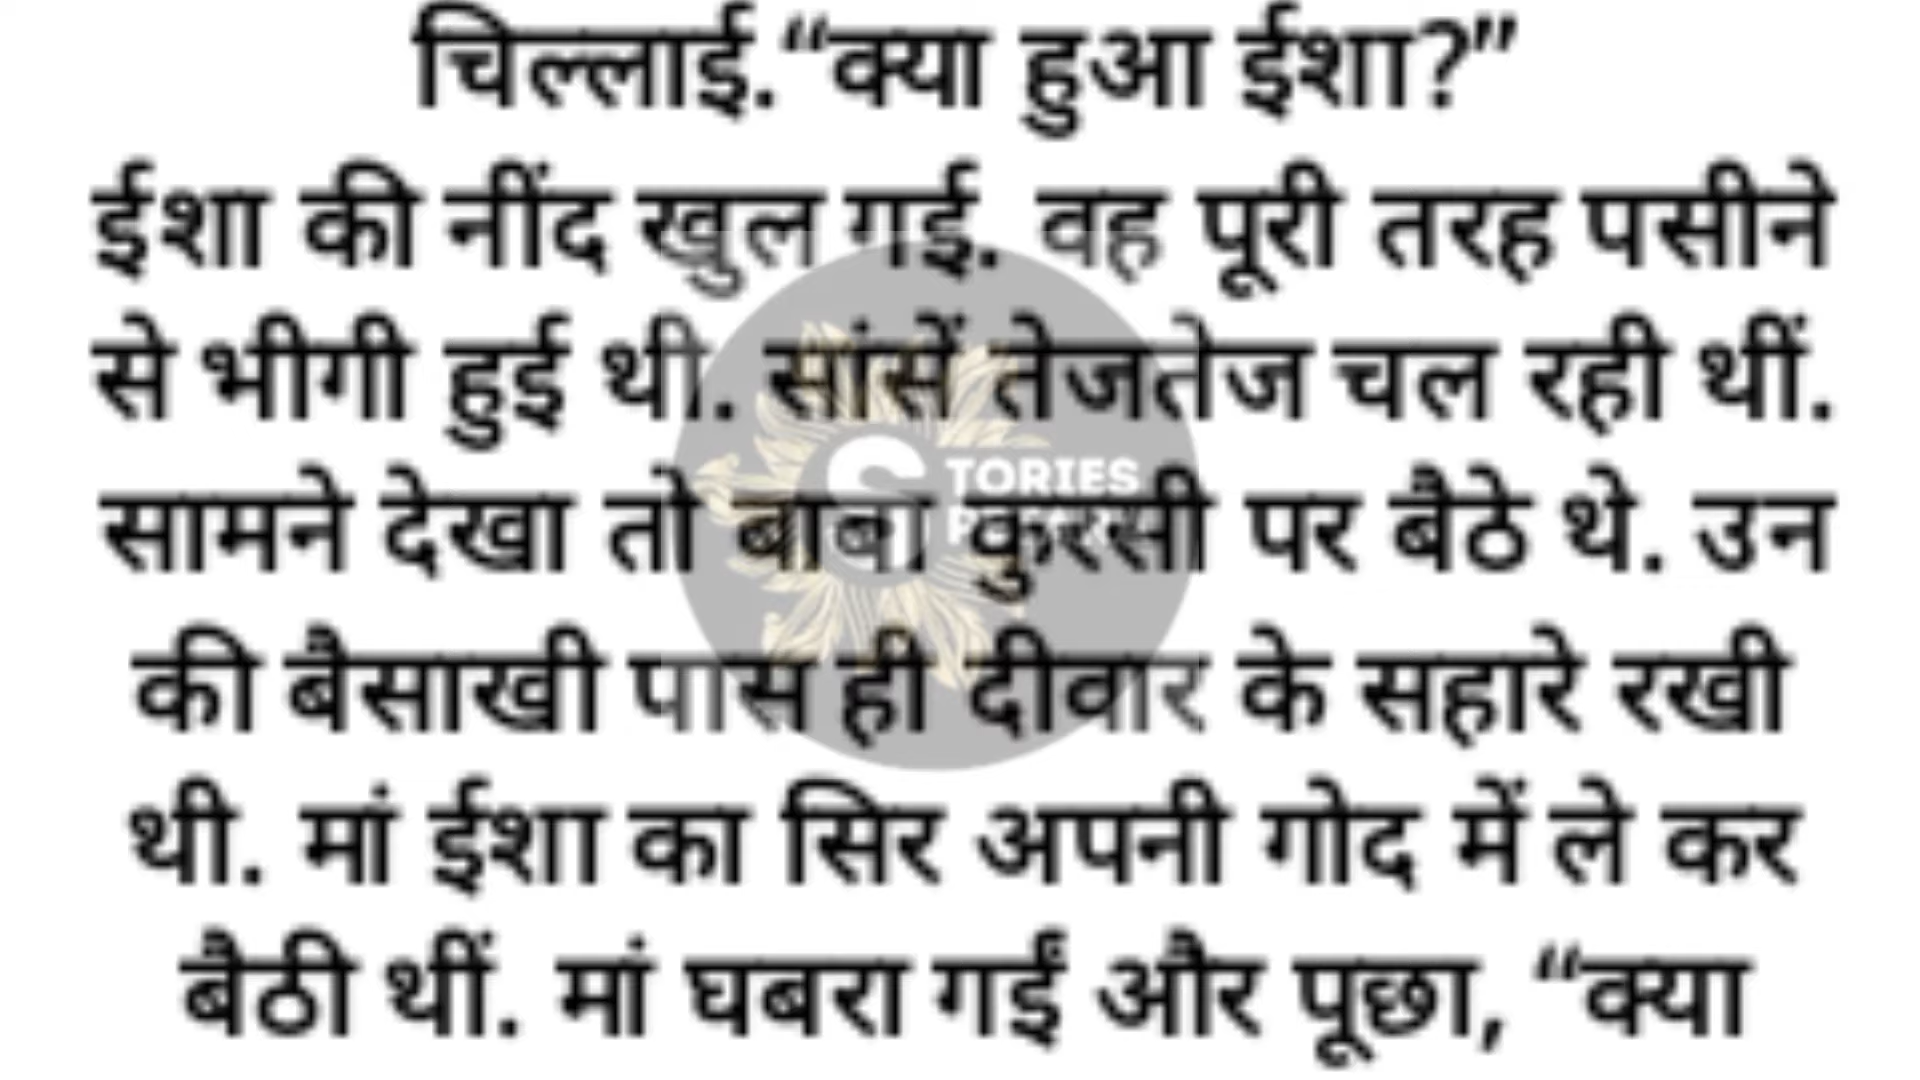 चिल्लाई.“क्या हुआ ईशा?”
ईशा की नींद खुल गई. वह पूरी तरह पसीने
से भीगी हुई थी. सांसें तेजतेज चल रही थीं.
सामने देखा तो बाबा कुरसी पर बैठे थे. उन
की बैसाखी पास ही दीवार के सहारे रखी
थी. मां ईशा का सिर अपनी गोद में ले कर
बैठी थीं. मां घबरा गईं और पूछा, “क्या
STORIES